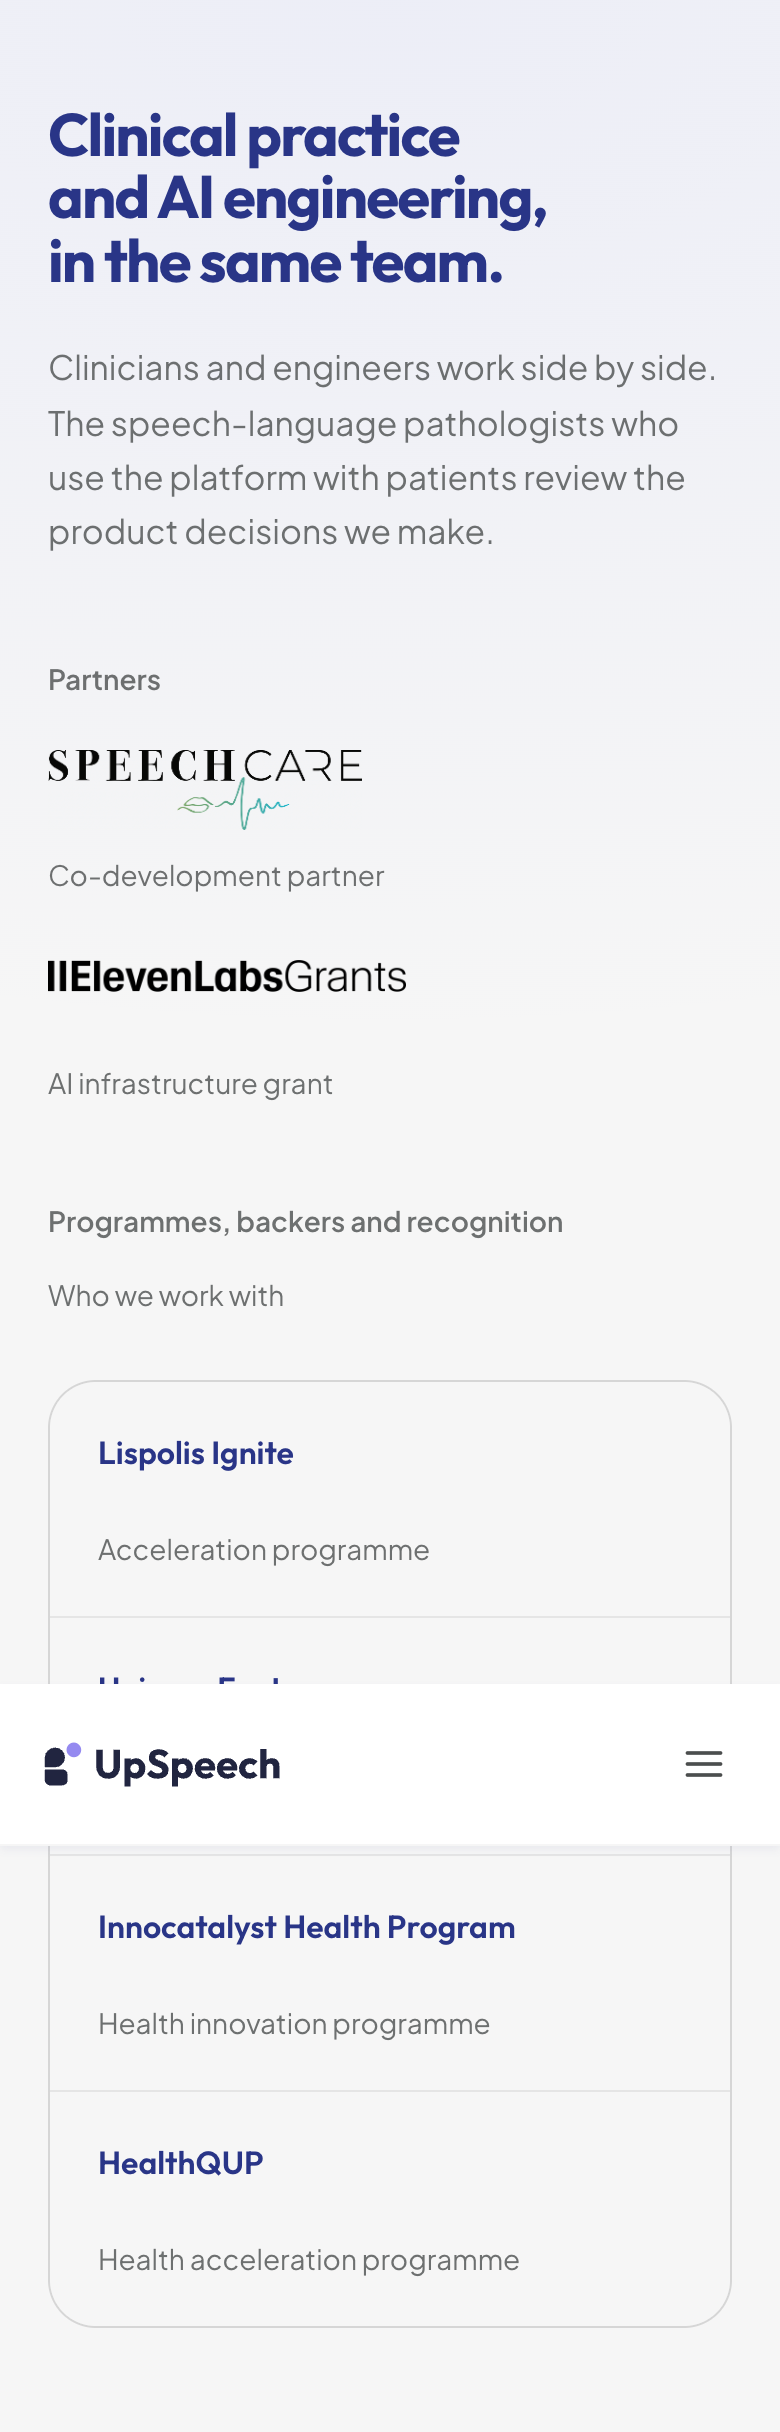 Clinical practice
and AI engineering,
in the same team.
Clinicians and engineers work side by side.
The speech-language pathologists who
use the platform with patients review the
product decisions we make.
Partners
SPEECHCARE
Co-development partner
IIElevenLabsGrants
AI infrastructure grant
Programmes, backers and recognition
Who we work with
Lispolis Ignite
Acceleration programme
UpSpeech
Innocatalyst Health Program
Health innovation programme
HealthQUP
Health acceleration programme